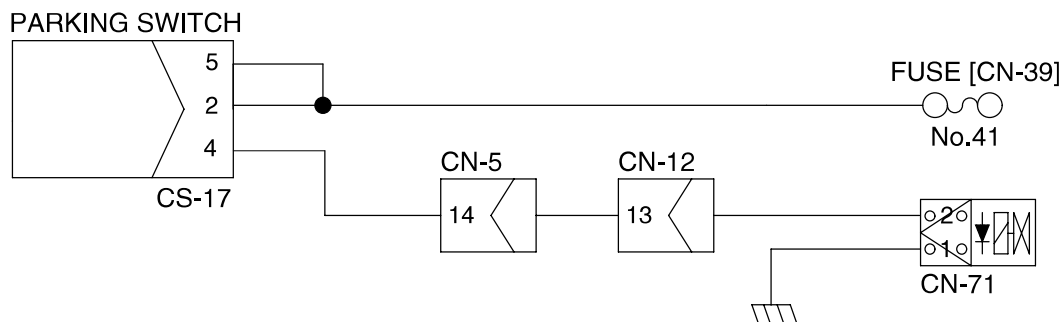 PARKING SWITCH
5
2
4
CS-17
FUSE [CN-39]
No.41
CN-5
14
CN-12
13
2
1
CN-71